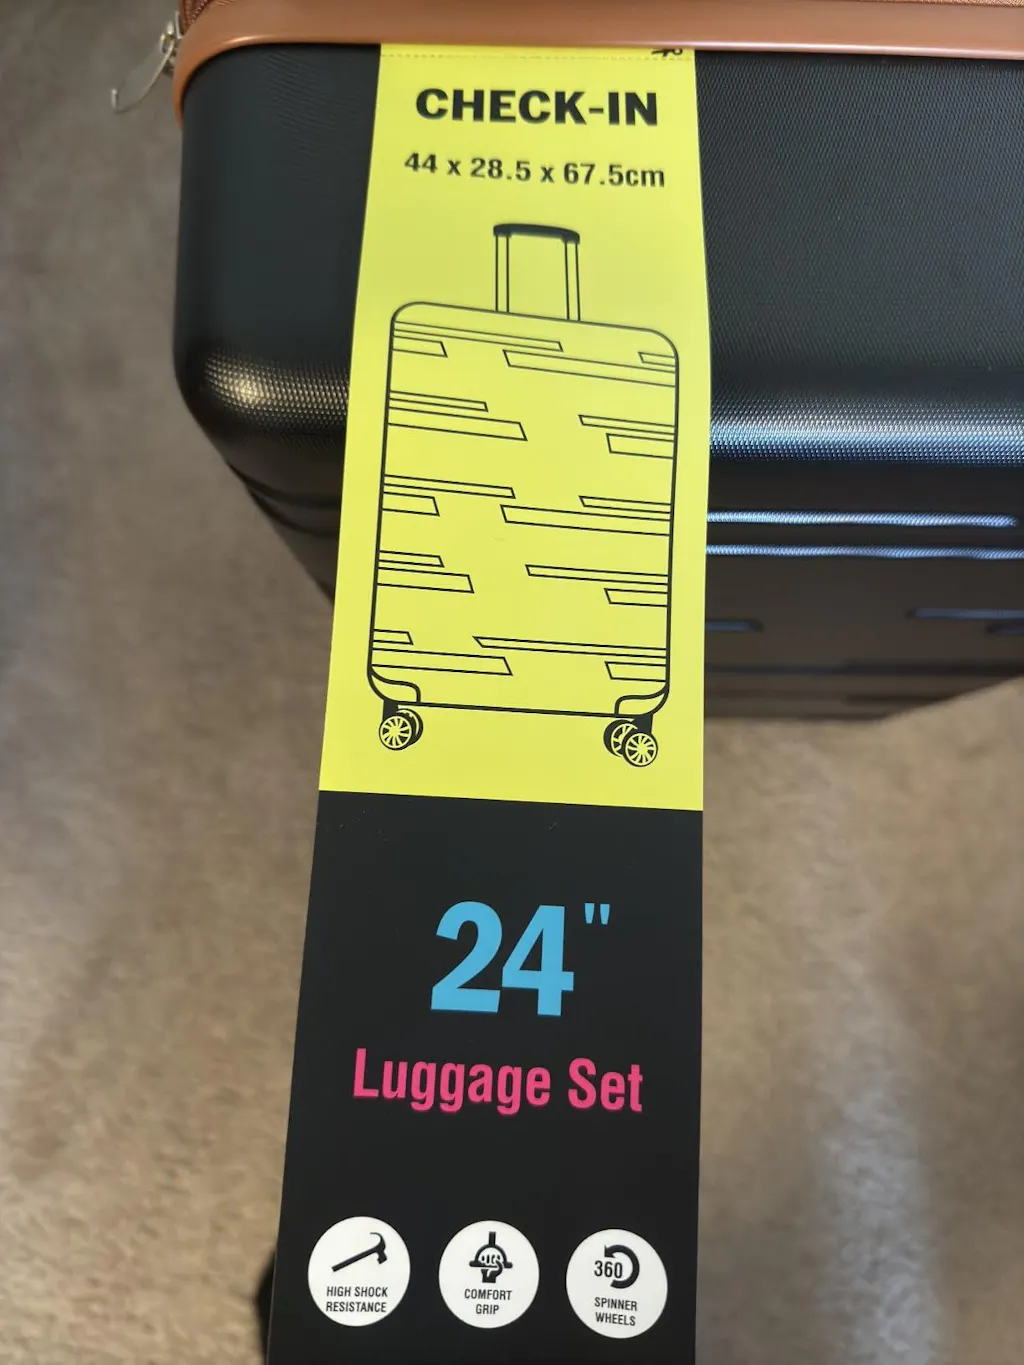 CHECK-IN
44 x 28.5 x 67.5cm
24"
Luggage Set
HIGH SHOCK
RESISTANCE
COMFORT
GRIP
360
SPINNER
WHEELS